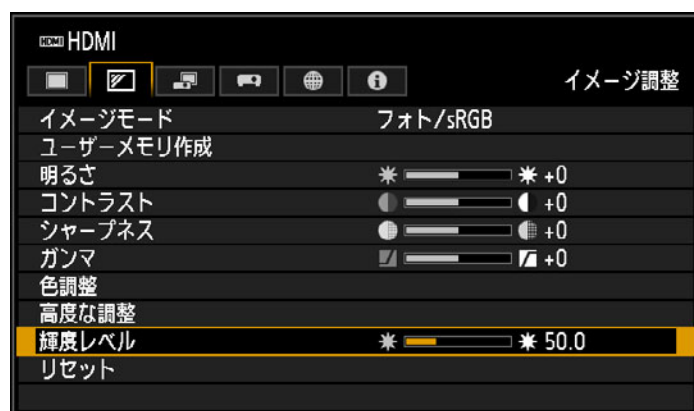 HDMI HDMI
イメージ調整
イメージモード フォト/sRGB
ユーザーメモリ作成
明るさ +0
コントラスト +0
シャープネス +0
ガンマ +0
色調整
高度な調整
輝度レベル 50.0
リセット